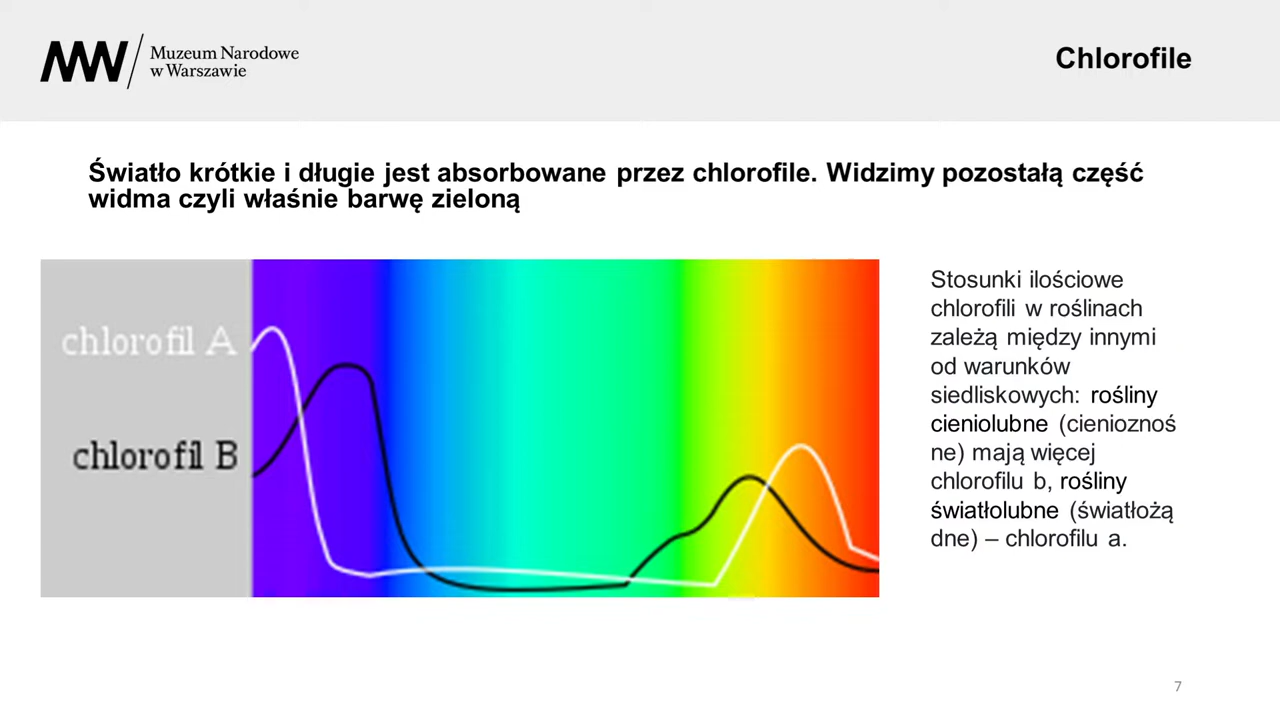 Muzeum Narodowe
w Warszawie
Chlorofile
Światło krótkie i długie jest absorbowane przez chlorofile. Widzimy pozostałą część
widma czyli właśnie barwę zieloną
chlorofil A
chlorofil B
Stosunki ilościowe
chlorofili w roślinach
zależą między innymi
od warunków
siedliskowych: rośliny
cieniolubne (cienioznoś
ne) mają więcej
chlorofilu b, rośliny
światłolubne (światłożą
dne) – chlorofilu a.
7